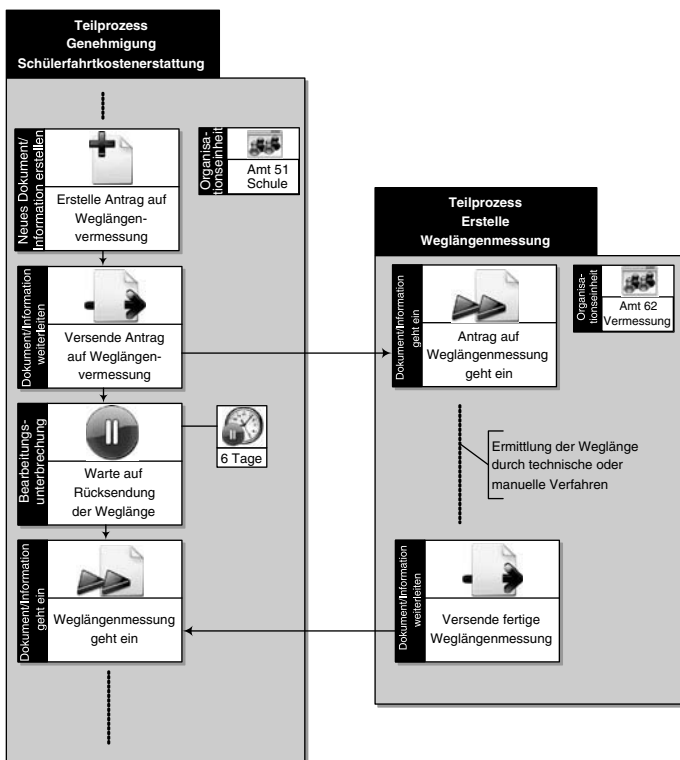 Teilprozess
Genehmigung
Schülerfahrtkostenerstattung
Neues Dokument/
Information erstellen
Erstelle Antrag auf
Weglängen-
vermessung
Organisa-
tionseinheit
Amt 51
Schule
Dokument/Information
weiterleiten
Versende Antrag
auf Weglängen-
vermessung
Bearbeitungs-
unterbrechung
Warte auf
Rücksendung
der Weglänge
6 Tage
Dokument/Information
geht ein
Weglängenmessung
geht ein
Teilprozess
Erstelle
Weglängenmessung
Dokument/Information
geht ein
Antrag auf
Weglängenmessung
geht ein
Organisa-
tionseinheit
Amt 62
Vermessung
Ermittlung der Weglänge
durch technische oder
manuelle Verfahren
Dokument/Information
weiterleiten
Versende fertige
Weglängenmessung